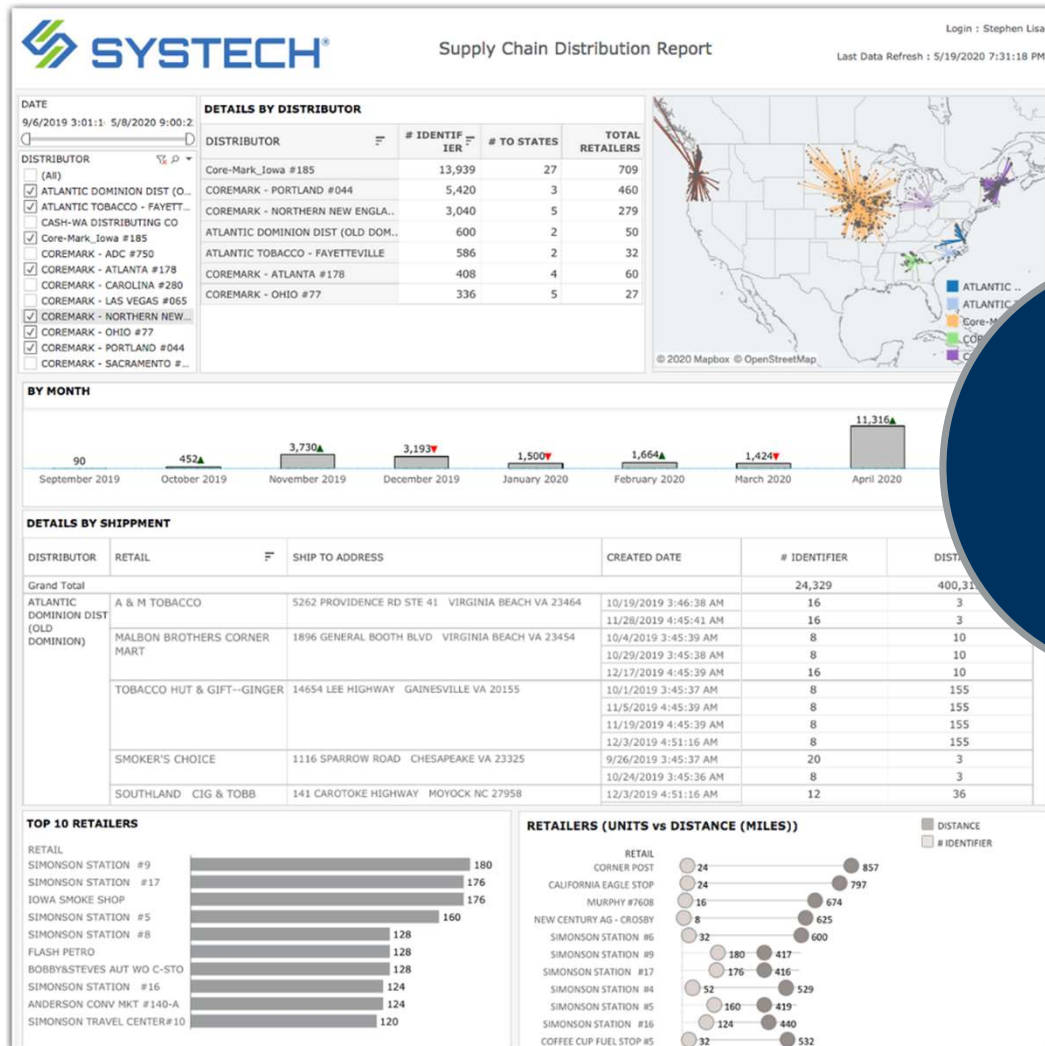 SYSTECH®
Supply Chain Distribution Report
Login : Stephen Lisa
Last Data Refresh : 5/19/2020 7:31:18 PM
DATE
9/6/2019 3:01:1 5/8/2020 9:00:2
DISTRIBUTOR
(All)
ATLANTIC DOMINION DIST (O...
ATLANTIC TOBACCO - FAYETT...
CASH-WA DISTRIBUTING CO
Core-Mark_Iowa #185
COREMARK - ADC #750
COREMARK - ATLANTA #178
COREMARK - CAROLINA #280
COREMARK - LAS VEGAS #065
COREMARK - NORTHERN NEW...
COREMARK - OHIO #77
COREMARK - PORTLAND #044
COREMARK - SACRAMENTO #...
DETAILS BY DISTRIBUTOR
DISTRIBUTOR # IDENTIF IER # TO STATES TOTAL RETAILERS
Core-Mark_Iowa #185 13,939 27 709
COREMARK - PORTLAND #044 5,420 3 460
COREMARK - NORTHERN NEW ENGLA.. 3,040 5 279
ATLANTIC DOMINION DIST (OLD DOM.. 600 2 50
ATLANTIC TOBACCO - FAYETTEVILLE 586 2 32
COREMARK - ATLANTA #178 408 4 60
COREMARK - OHIO #77 336 5 27
ATLANTIC ..
ATLANTIC
Core-M
© 2020 Mapbox © OpenStreetMap
BY MONTH
90 452 3,730 3,193 1,500 1,664 1,424 11,316
September 2019 October 2019 November 2019 December 2019 January 2020 February 2020 March 2020 April 2020
DETAILS BY SHIPPMENT
DISTRIBUTOR RETAIL SHIP TO ADDRESS CREATED DATE # IDENTIFIER DIST
Grand Total 24,329 400,31
ATLANTIC DOMINION DIST (OLD DOMINION) A & M TOBACCO 5262 PROVIDENCE RD STE 41 VIRGINIA BEACH VA 23464 10/19/2019 3:46:38 AM 16 3
11/28/2019 4:45:41 AM 16 3
MALBON BROTHERS CORNER MART 1896 GENERAL BOOTH BLVD VIRGINIA BEACH VA 23454 10/4/2019 3:45:39 AM 8 10
10/29/2019 3:45:38 AM 8 10
12/17/2019 4:45:39 AM 16 10
TOBACCO HUT & GIFT--GINGER 14654 LEE HIGHWAY GAINESVILLE VA 20155 10/1/2019 3:45:37 AM 8 155
11/5/2019 4:45:39 AM 8 155
11/19/2019 4:45:39 AM 8 155
12/3/2019 4:51:16 AM 8 155
SMOKER'S CHOICE 1116 SPARROW ROAD CHESAPEAKE VA 23325 9/26/2019 3:45:37 AM 20 3
10/24/2019 3:45:36 AM 8 3
SOUTHLAND CIG & TOBB 141 CAROTOKE HIGHWAY MOYOCK NC 27958 12/3/2019 4:51:16 AM 12 36
TOP 10 RETAILERS
RETAIL
SIMONSON STATION #9 180
SIMONSON STATION #17 176
IOWA SMOKE SHOP 176
SIMONSON STATION #5 160
SIMONSON STATION #8 128
FLASH PETRO 128
BOBBY&STEVES AUT WO C-STO 128
SIMONSON STATION #16 124
ANDERSON CONV MKT #140-A 124
SIMONSON TRAVEL CENTER#10 120
RETAILERS (UNITS vs DISTANCE (MILES))
DISTANCE
# IDENTIFIER
RETAIL
CORNER POST 24 857
CALIFORNIA EAGLE STOP 24 797
MURPHY #7608 16 674
NEW CENTURY AG - CROSBY 8 625
SIMONSON STATION #6 32 600
SIMONSON STATION #9 180 417
SIMONSON STATION #17 176 416
SIMONSON STATION #4 52 529
SIMONSON STATION #5 160 419
SIMONSON STATION #16 124 440
COFFEE CUP FUEL STOP #5 32 532